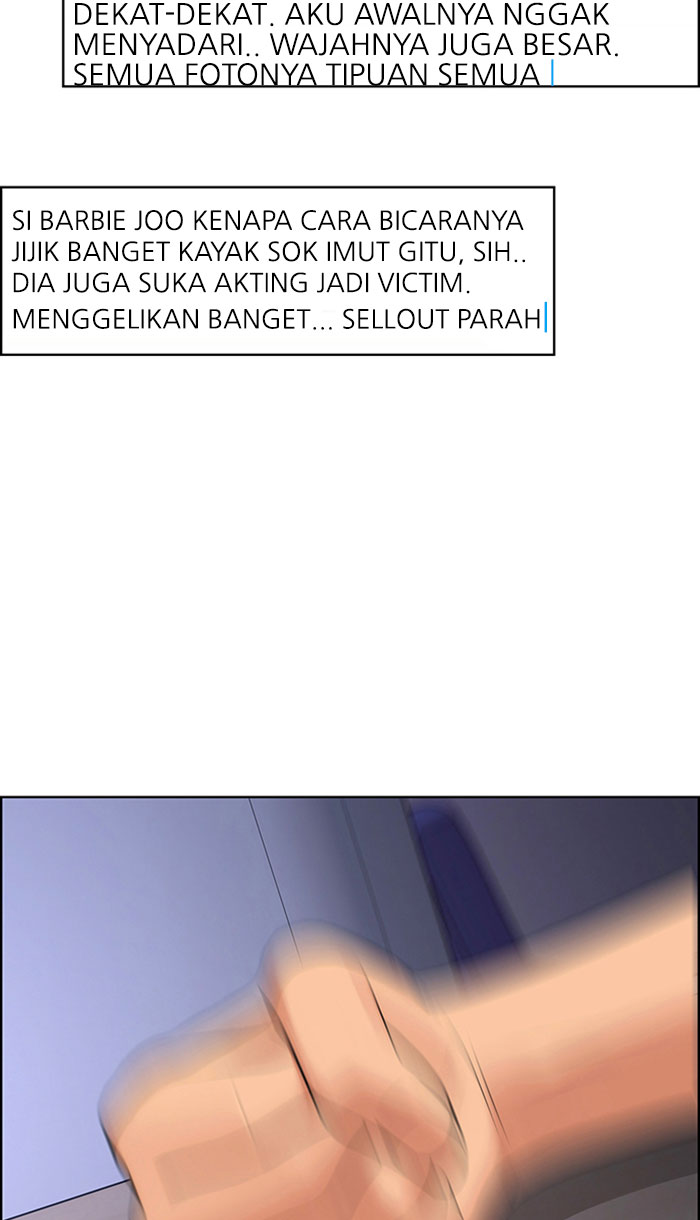 DEKAT-DEKAT. AKU AWALNYA NGGAK
MENYADARI.. WAJAHNYA JUGA BESAR.
SEMUA FOTONYA TIPUAN SEMUA
SI BARBIE JOO KENAPA CARA BICARANYA
JIJIK BANGET KAYAK SOK IMUT GITU, SIH..
DIA JUGA SUKA AKTING JADI VICTIM.
MENGGELIKAN BANGET... SELLOUT PARAH